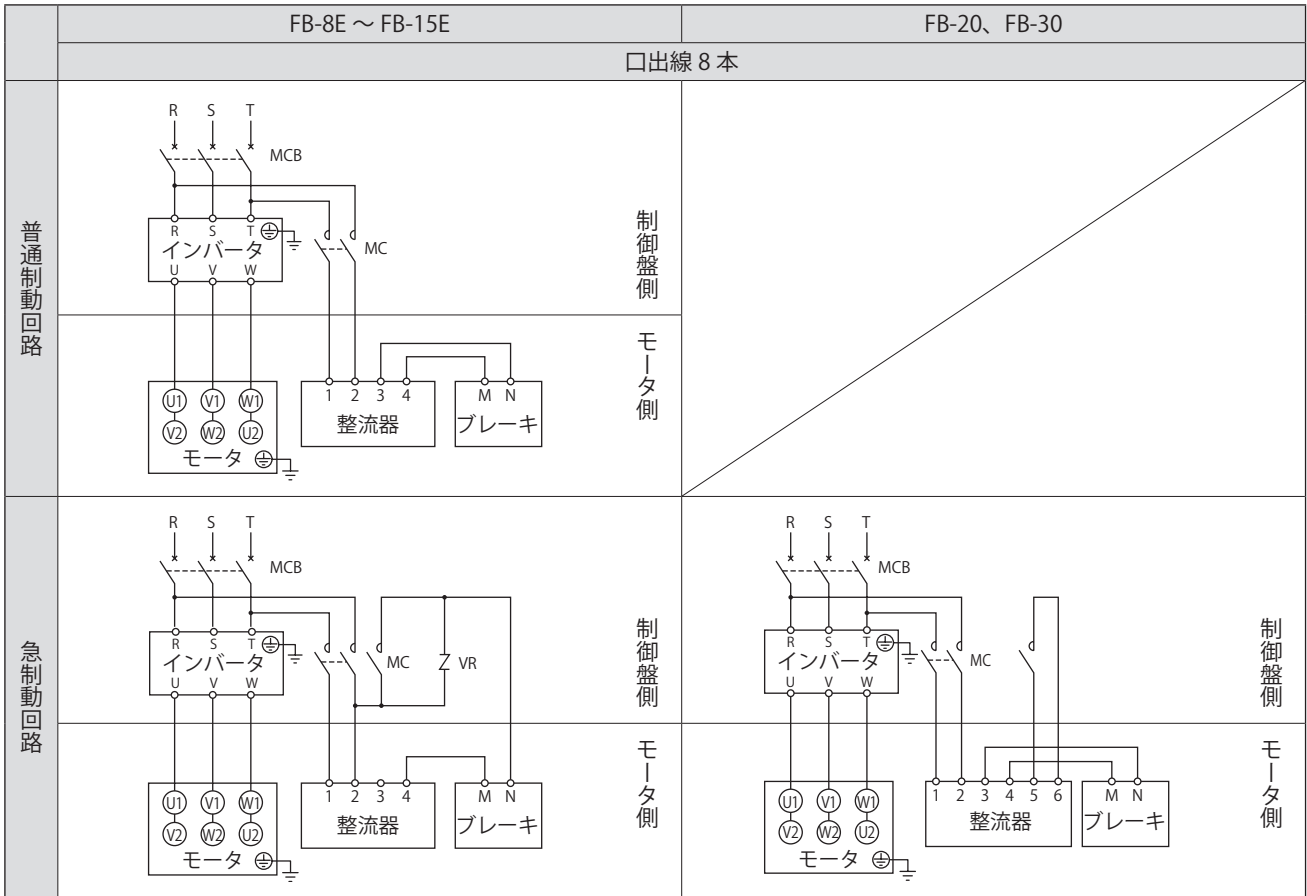 FB-8E ～ FB-15E
FB-20、FB-30
口出線 8 本
普通制動回路
R S T
MCB
R S T
インバータ
U V W
MC
制御盤側
モータ側
U1 V1 W1
V2 W2 U2
モータ
1 2 3 4
整流器
M N
ブレーキ
急制動回路
R S T
MCB
R S T
インバータ
U V W
MC
VR
制御盤側
モータ側
U1 V1 W1
V2 W2 U2
モータ
1 2 3 4
整流器
M N
ブレーキ
R S T
MCB
R S T
インバータ
U V W
MC
制御盤側
モータ側
U1 V1 W1
V2 W2 U2
モータ
1 2 3 4 5 6
整流器
M N
ブレーキ